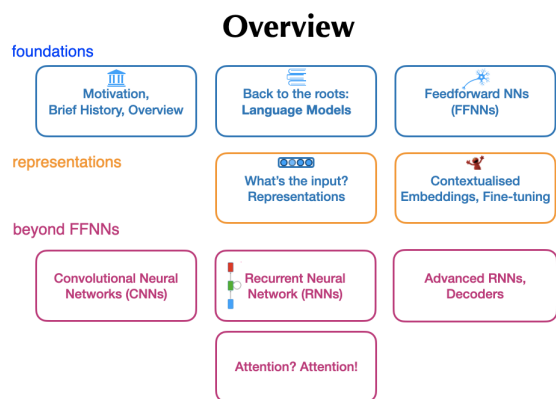 Overview
foundations
Motivation,
Brief History, Overview
Back to the roots:
Language Models
Feedforward NNs
(FFNNs)
representations
What's the input?
Representations
Contextualised
Embeddings, Fine-tuning
beyond FFNNs
Convolutional Neural
Networks (CNNs)
Recurrent Neural
Network (RNNs)
Advanced RNNs,
Decoders
Attention? Attention!